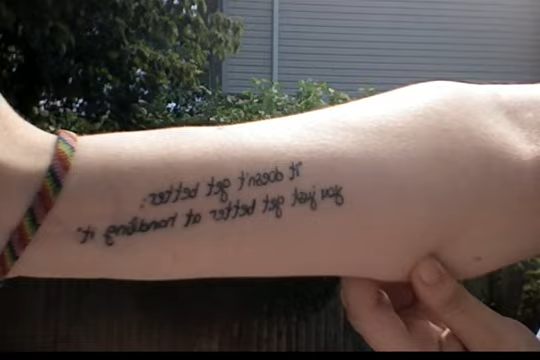 "it doesn't get better;
you just get better at handling it"